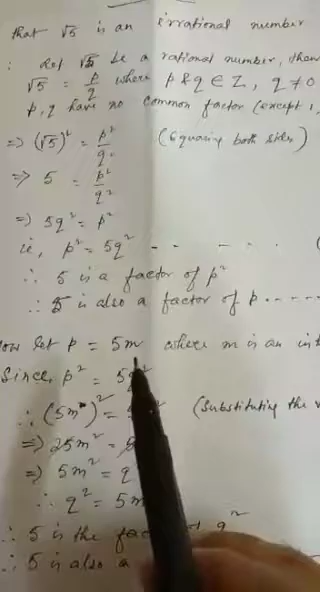 that √5 is an irrational number
: Let √5 be a rational number, then
√5 = p/q where p & q ∈ Z, q ≠ 0
p, q have no common factor (except 1,
=> (√5)² = p²/q² (Squaring both sides)
=> 5 = p²/q²
=> 5q² = p²
ie, p² = 5q² - - - - - (
∴ 5 is a factor of p²
∴ 5 is also a factor of p - - - - -
Now let p = 5m where m is an int
Since, p² = 5q²
∴ (5m)² = (Substituting the v
=> 25m² = 5
=> 5m² = q
∴ q² = 5m
∴ 5 is the fac q²
∴ 5 is also a